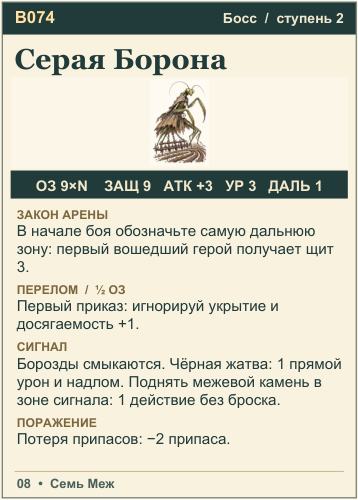 B074
Босс / ступень 2
Серая Борона
ОЗ 9×N ЗАЩ 9 АТК +3 УР 3 ДАЛЬ 1
ЗАКОН АРЕНЫ
В начале боя обозначьте самую дальнюю
зону: первый вошедший герой получает щит
3.
ПЕРЕЛОМ / ½ ОЗ
Первый приказ: игнорируй укрытие и
досягаемость +1.
СИГНАЛ
Борозды смыкаются. Чёрная жатва: 1 прямой
урон и надлом. Поднять межевой камень в
зоне сигнала: 1 действие без броска.
ПОРАЖЕНИЕ
Потеря припасов: −2 припаса.
08 • Семь Меж